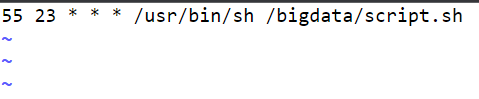 55 23 * * * /usr/bin/sh /bigdata/script.sh
~
~
~